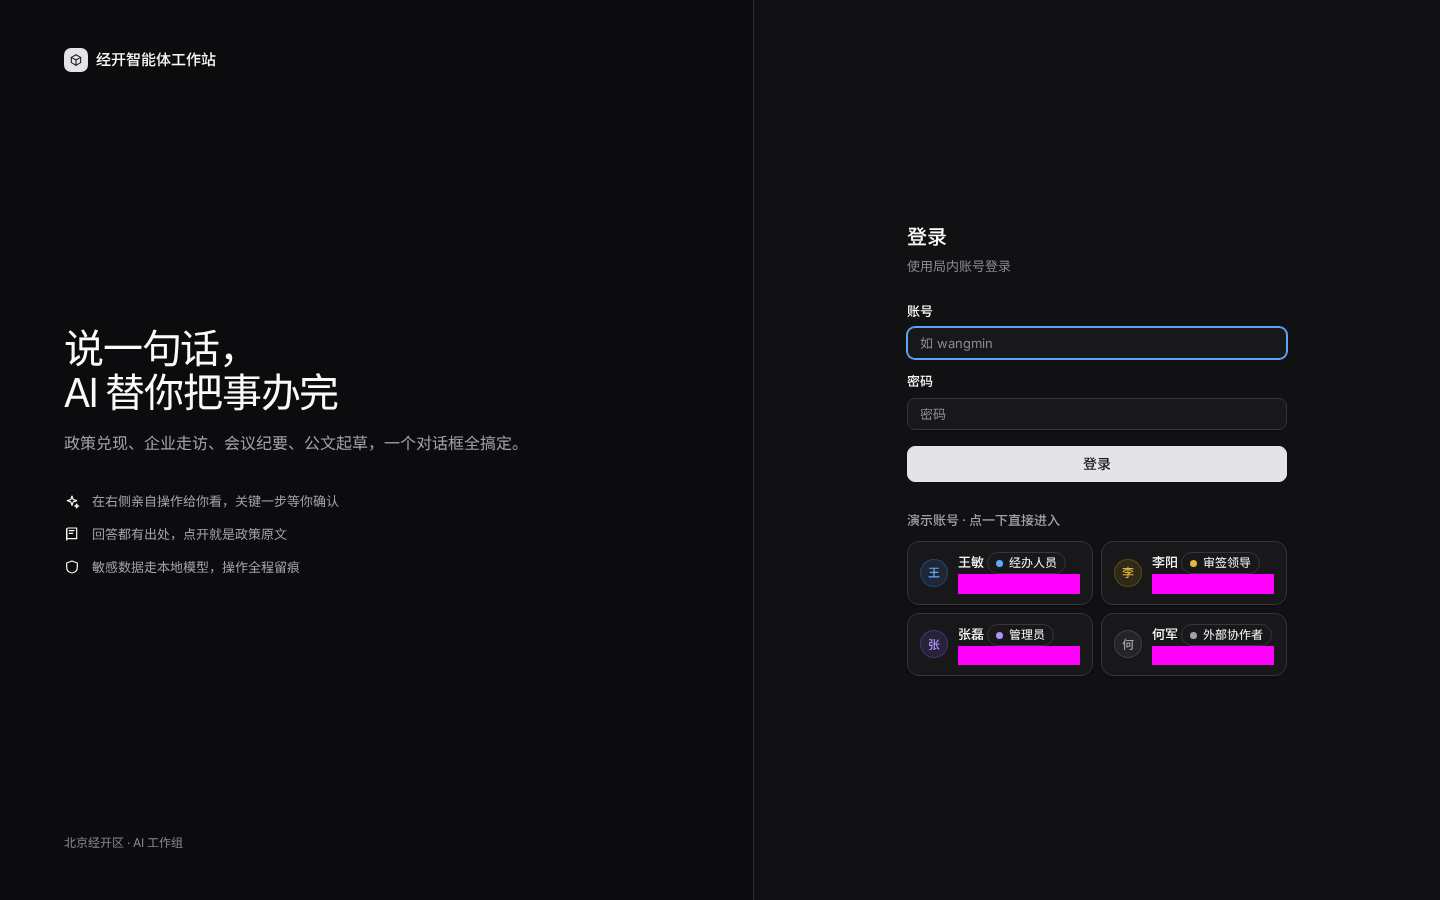 经开智能体工作站
说一句话，
AI 替你把事办完
政策兑现、企业走访、会议纪要、公文起草，一个对话框全搞定。
在右侧亲自操作给你看，关键一步等你确认
回答都有出处，点开就是政策原文
敏感数据走本地模型，操作全程留痕
北京经开区 · AI 工作组
登录
使用局内账号登录
账号
如 wangmin
密码
密码
登录
演示账号 · 点一下直接进入
王 王敏 经办人员
李 李阳 审签领导
张 张磊 管理员
何 何军 外部协作者